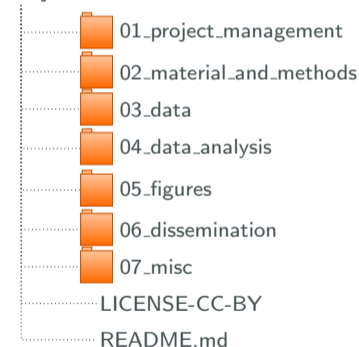 01_project_management
02_material_and_methods
03_data
04_data_analysis
05_figures
06_dissemination
07_misc
LICENSE-CC-BY
README.md